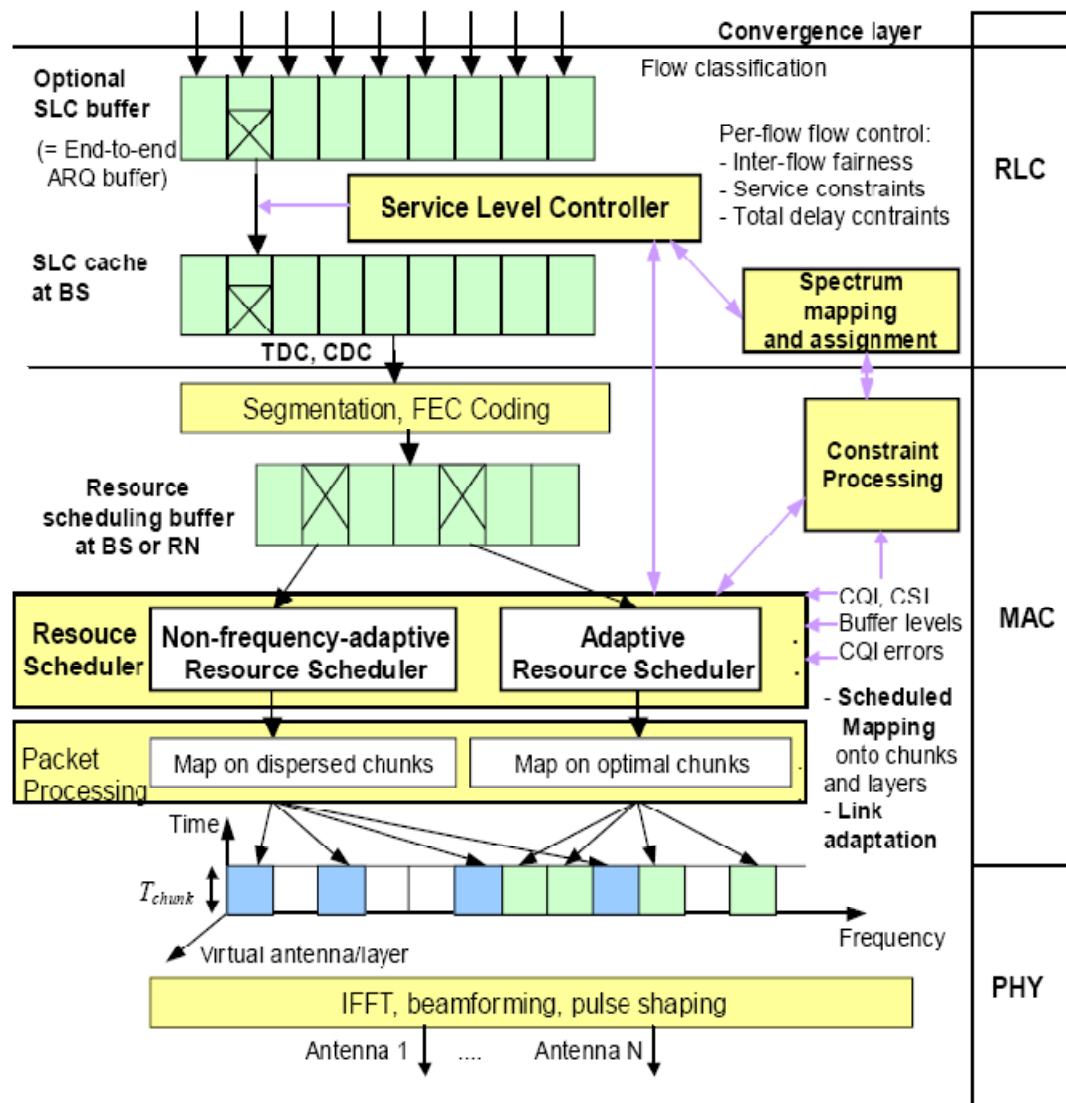 Convergence layer
Optional
SLC buffer
(= End-to-end
ARQ buffer)
Flow classification
Per-flow flow control:
- Inter-flow fairness
- Service constraints
- Total delay contraints
RLC
Service Level Controller
SLC cache
at BS
Spectrum
mapping
and assignment
TDC, CDC
Segmentation, FEC Coding
Constraint
Processing
Resource
scheduling buffer
at BS or RN
MAC
Resouce
Scheduler
Non-frequency-adaptive
Resource Scheduler
Adaptive
Resource Scheduler
CQI, CSI
Buffer levels
CQI errors
- Scheduled
Mapping
onto chunks
and layers
- Link
adaptation
Packet
Processing
Map on dispersed chunks
Map on optimal chunks
Time
Tchunk
Frequency
Virtual antenna/layer
PHY
IFFT, beamforming, pulse shaping
Antenna 1 .... Antenna N